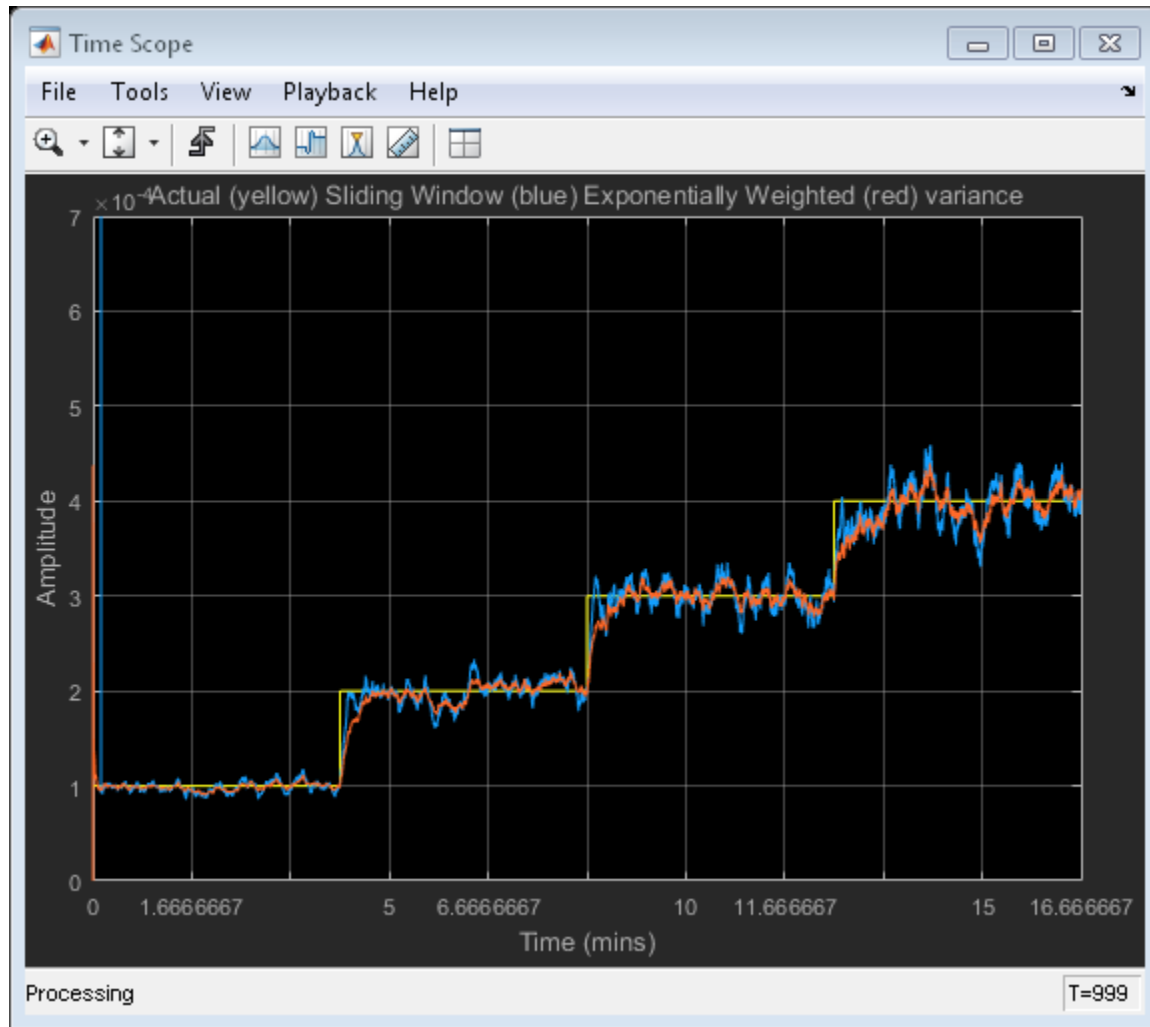 Time Scope
File Tools View Playback Help
×10⁻⁴ Actual (yellow) Sliding Window (blue) Exponentially Weighted (red) variance
7
6
5
4
3
2
1
0
Amplitude
0 1.6666667 5 6.6666667 10 11.666667 15 16.666667
Time (mins)
Processing T=999